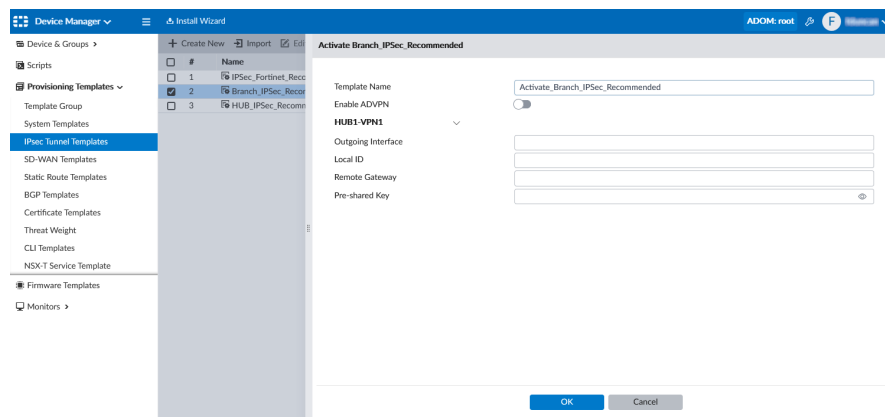 Device Manager
Install Wizard
ADOM: root
F
Device & Groups
Scripts
Provisioning Templates
Template Group
System Templates
IPsec Tunnel Templates
SD-WAN Templates
Static Route Templates
BGP Templates
Certificate Templates
Threat Weight
CLI Templates
NSX-T Service Template
Firmware Templates
Monitors
Create New Import Edi
# Name
1 IPSec_Fortinet_Reco
2 Branch_IPSec_Recor
3 HUB_IPSec_Recomn
Activate Branch_IPSec_Recommended
Template Name Activate_Branch_IPSec_Recommended
Enable ADVPN
HUB1-VPN1
Outgoing Interface
Local ID
Remote Gateway
Pre-shared Key
OK Cancel